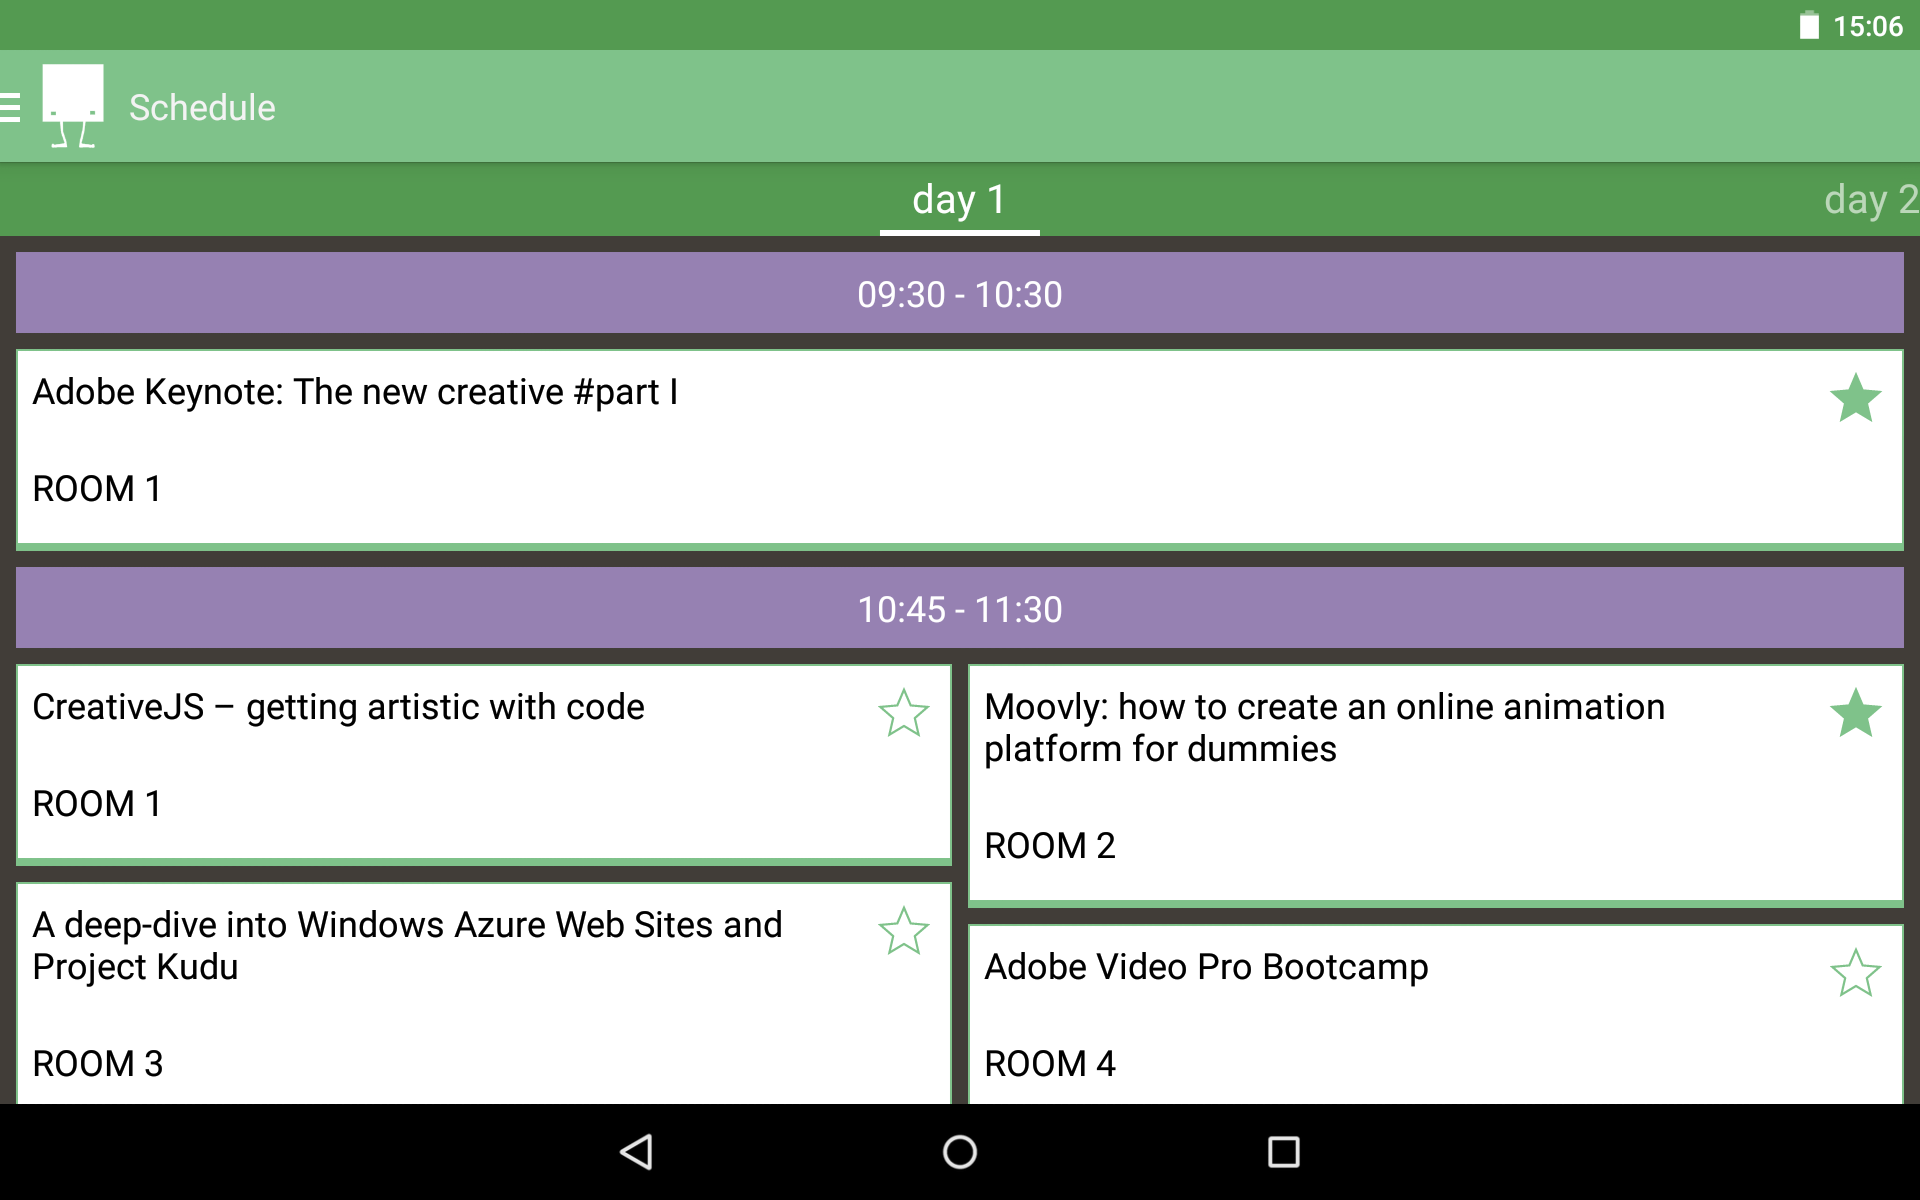 15:06
Schedule
day 1
day 2
09:30 - 10:30
Adobe Keynote: The new creative #part I
ROOM 1
10:45 - 11:30
CreativeJS – getting artistic with code
ROOM 1
Moovly: how to create an online animation
platform for dummies
ROOM 2
A deep-dive into Windows Azure Web Sites and
Project Kudu
ROOM 3
Adobe Video Pro Bootcamp
ROOM 4